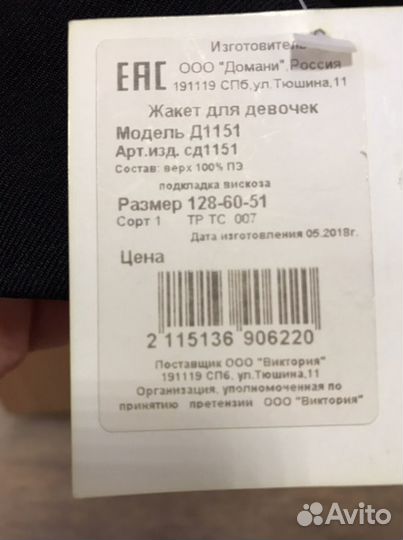 Изготовитель
EAC ООО "Домани",Россия
191119 СПб,ул.Тюшина,11
Жакет для девочек
Модель Д1151
Арт.изд. сд1151
Состав: верх 100% ПЭ
подкладка вискоза
Размер 128-60-51
Сорт 1 ТР ТС 007
Дата изготовления 05.2018г.
Цена
2 115136 906220
Поставщик ООО "Виктория"
191119 СПб, ул.Тюшина,11
Организация, уполномоченная по
принятию претензий ООО "Виктория"
Avito